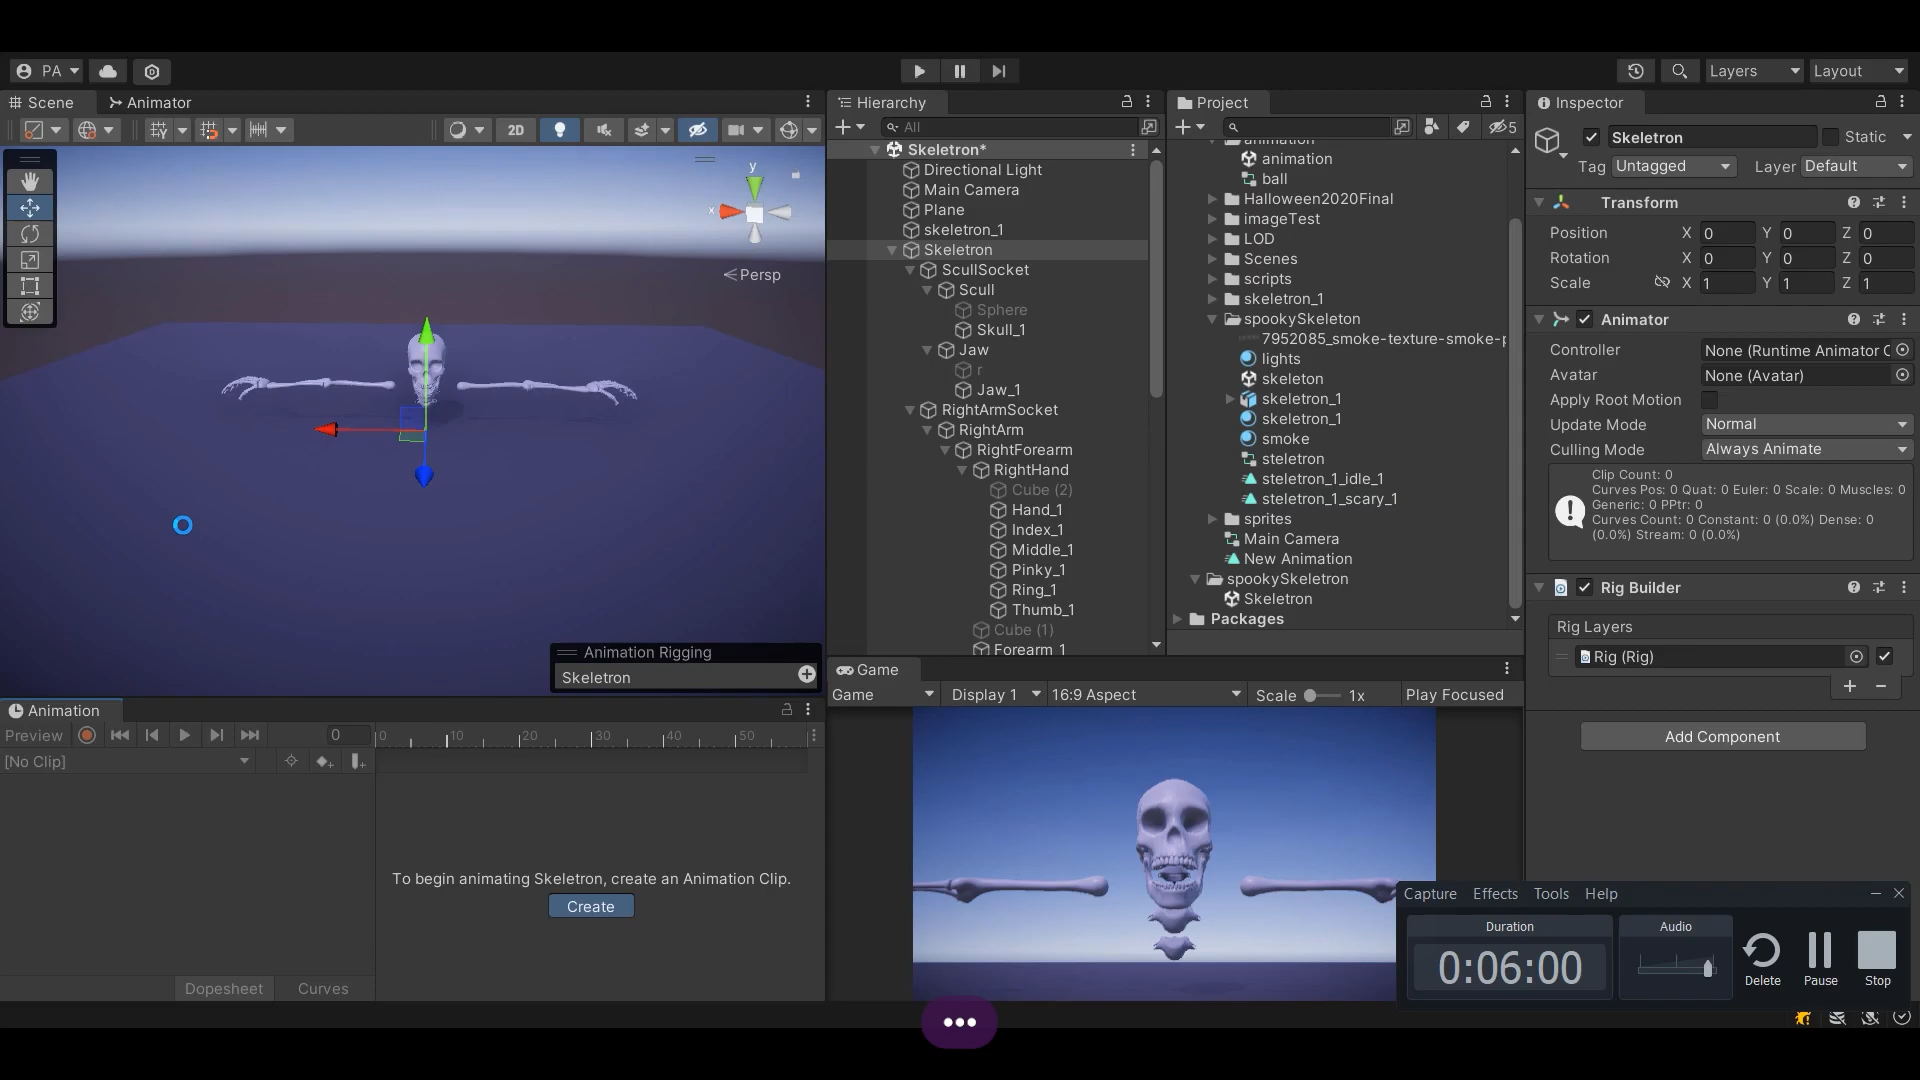 PA
Layers
Layout
Scene
Animator
2D
y
x
Persp
Animation Rigging
Skeletron
Hierarchy
All
Skeletron*
Directional Light
Main Camera
Plane
skeletron_1
Skeletron
ScullSocket
Scull
Sphere
Skull_1
Jaw
r
Jaw_1
RightArmSocket
RightArm
RightForearm
RightHand
Cube (2)
Hand_1
Index_1
Middle_1
Pinky_1
Ring_1
Thumb_1
Cube (1)
Forearm_1
Project
5
animation
animation
ball
Halloween2020Final
imageTest
LOD
Scenes
scripts
skeletron_1
spookySkeleton
7952085_smoke-texture-smoke-p
lights
skeleton
skeletron_1
skeletron_1
smoke
steletron
steletron_1_idle_1
steletron_1_scary_1
sprites
Main Camera
New Animation
spookySkeletron
Skeletron
Packages
Inspector
Skeletron
Static
Tag Untagged
Layer Default
Transform
Position X 0 Y 0 Z 0
Rotation X 0 Y 0 Z 0
Scale X 1 Y 1 Z 1
Animator
Controller None (Runtime Animator C
Avatar None (Avatar)
Apply Root Motion
Update Mode Normal
Culling Mode Always Animate
Clip Count: 0
Curves Pos: 0 Quat: 0 Euler: 0 Scale: 0 Muscles: 0
Generic: 0 PPtr: 0
Curves Count: 0 Constant: 0 (0.0%) Dense: 0
(0.0%) Stream: 0 (0.0%)
Rig Builder
Rig Layers
Rig (Rig)
Add Component
Animation
Preview
0
0 10 20 30 40 50
[No Clip]
To begin animating Skeletron, create an Animation Clip.
Create
Dopesheet
Curves
Game
Game
Display 1
16:9 Aspect
Scale
1x
Play Focused
Capture Effects Tools Help
Duration
0:06:00
Audio
Delete
Pause
Stop